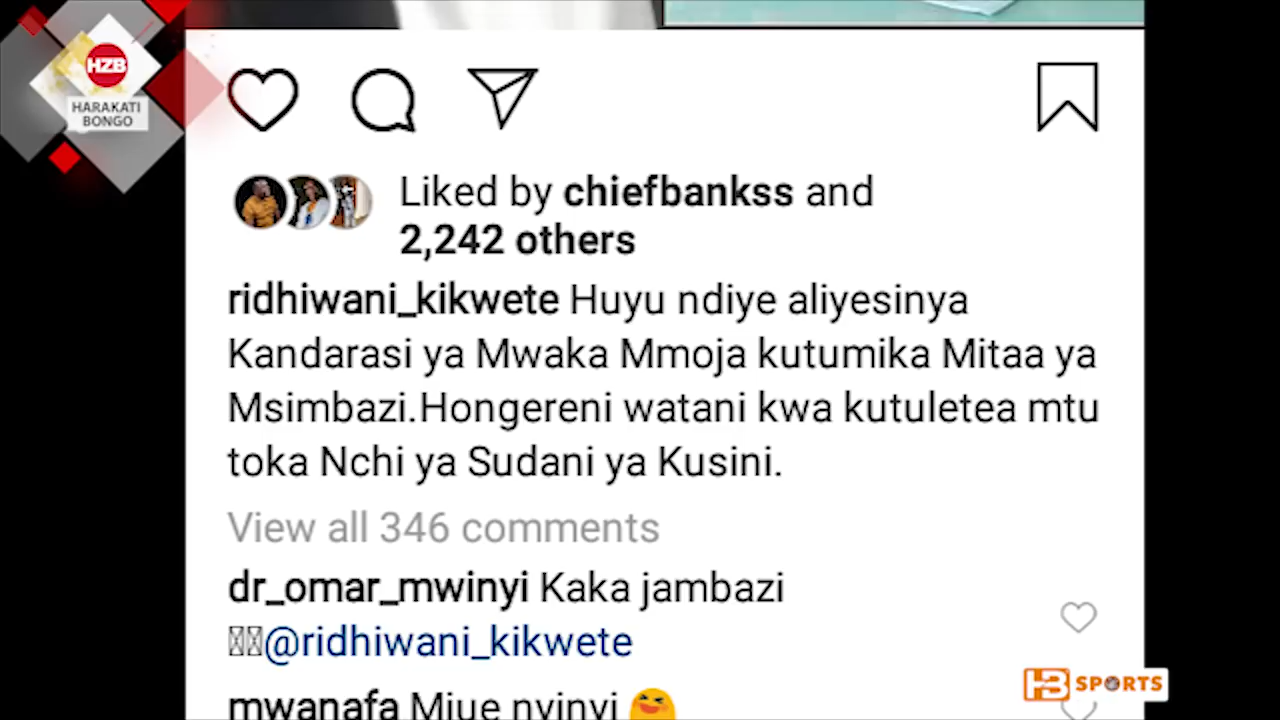 HZB
HARAKATI
BONGO
Liked by chiefbankss and
2,242 others
ridhiwani_kikwete Huyu ndiye aliyesinya
Kandarasi ya Mwaka Mmoja kutumika Mitaa ya
Msimbazi.Hongereni watani kwa kutuletea mtu
toka Nchi ya Sudani ya Kusini.
View all 346 comments
dr_omar_mwinyi Kaka jambazi
@ridhiwani_kikwete
mwanafa Mjue nyinyi 😆
HB SPORTS